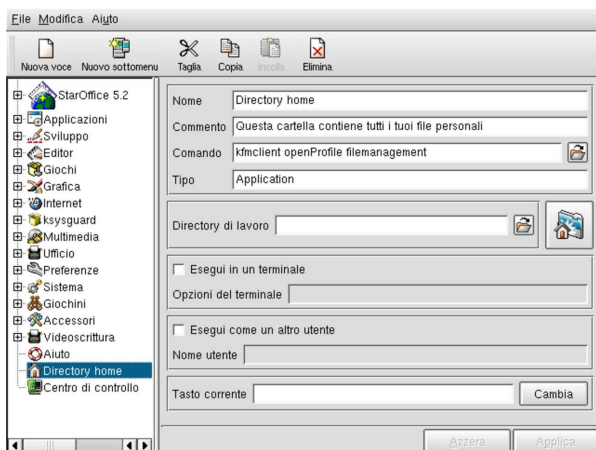 File Modifica Aiuto
Nuova voce Nuovo sottomenu Taglia Copia Incolla Elimina
StarOffice 5.2
Applicazioni
Sviluppo
Editor
Giochi
Grafica
Internet
ksysguard
Multimedia
Ufficio
Preferenze
Sistema
Giochini
Accessori
Videoscrittura
Aiuto
Directory home
Centro di controllo
Nome Directory home
Commento Questa cartella contiene tutti i tuoi file personali
Comando kfmclient openProfile filemanagement
Tipo Application
Directory di lavoro
Esegui in un terminale
Opzioni del terminale
Esegui come un altro utente
Nome utente
Tasto corrente Cambia
Azzera Applica